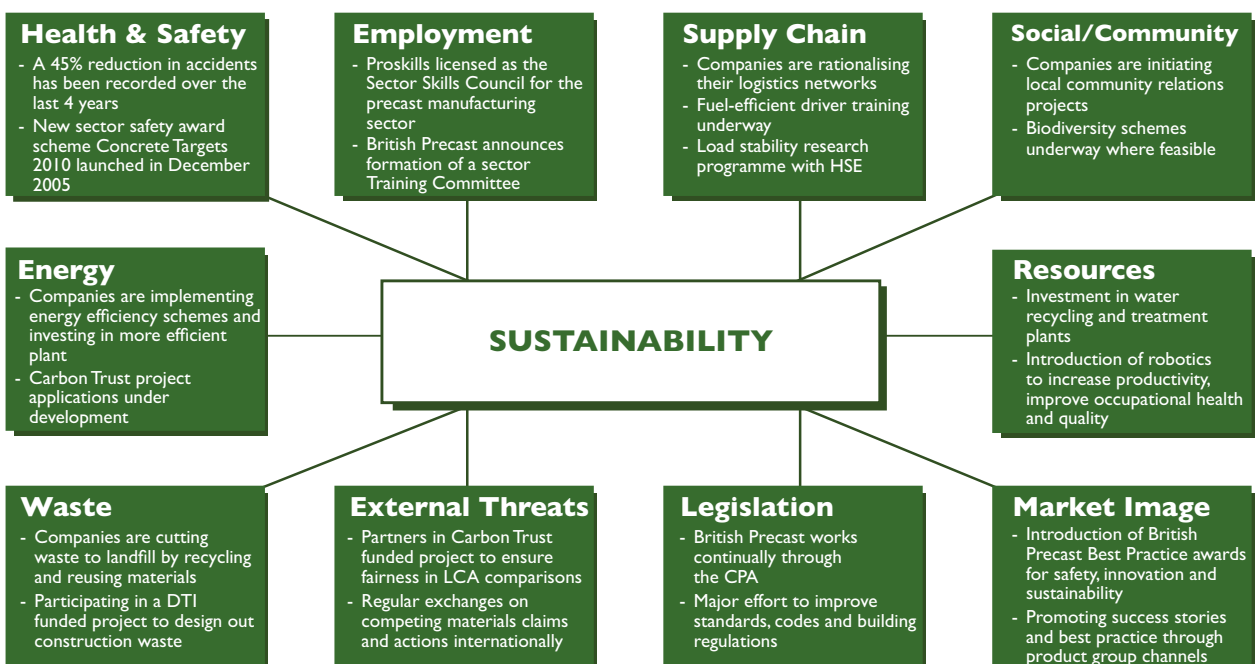 Health & Safety
- A 45% reduction in accidents
has been recorded over the
last 4 years
- New sector safety award
scheme Concrete Targets
2010 launched in December
2005
Employment
- Proskills licensed as the
Sector Skills Council for the
precast manufacturing
sector
- British Precast announces
formation of a sector
Training Committee
Supply Chain
- Companies are rationalising
their logistics networks
- Fuel-efficient driver training
underway
- Load stability research
programme with HSE
Social/Community
- Companies are initiating
local community relations
projects
- Biodiversity schemes
underway where feasible
Energy
- Companies are implementing
energy efficiency schemes and
investing in more efficient
plant
- Carbon Trust project
applications under
development
SUSTAINABILITY
Resources
- Investment in water
recycling and treatment
plants
- Introduction of robotics
to increase productivity,
improve occupational health
and quality
Waste
- Companies are cutting
waste to landfill by recycling
and reusing materials
- Participating in a DTI
funded project to design out
construction waste
External Threats
- Partners in Carbon Trust
funded project to ensure
fairness in LCA comparisons
- Regular exchanges on
competing materials claims
and actions internationally
Legislation
- British Precast works
continually through
the CPA
- Major effort to improve
standards, codes and building
regulations
Market Image
- Introduction of British
Precast Best Practice awards
for safety, innovation and
sustainability
- Promoting success stories
and best practice through
product group channels